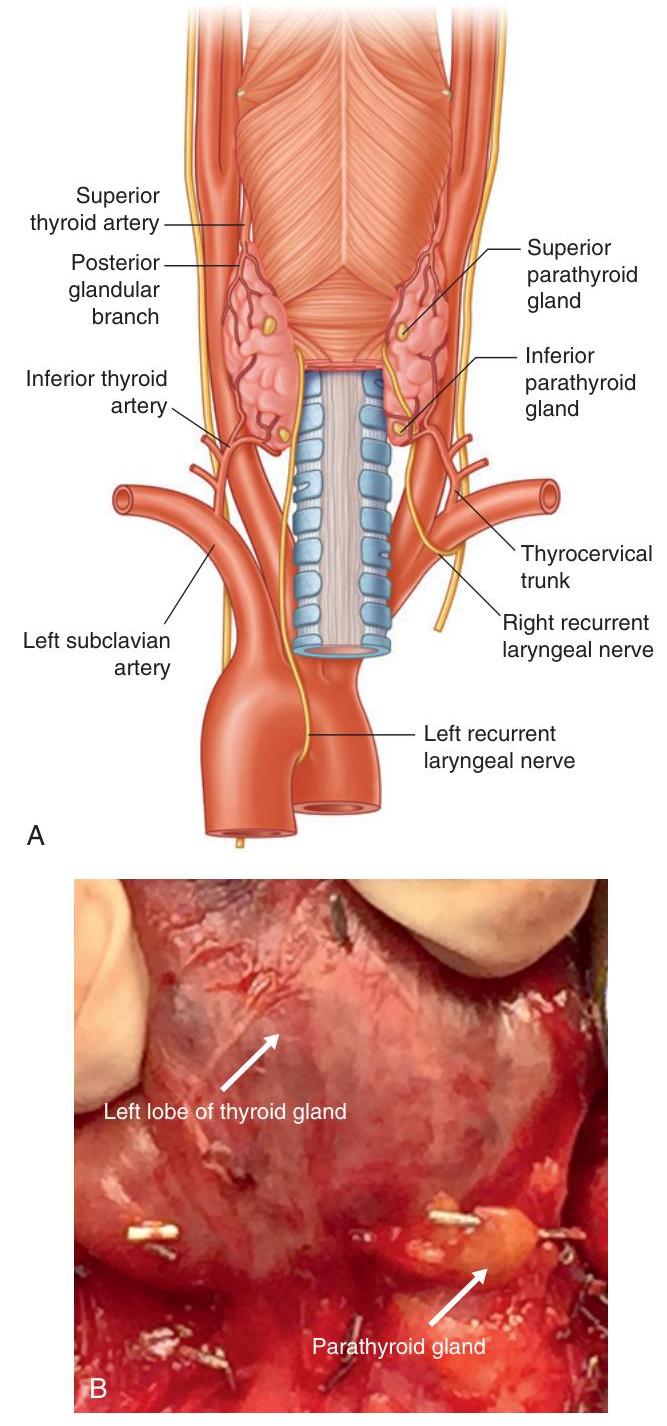 Superior
thyroid artery
Posterior
glandular
branch
Inferior thyroid
artery
Left subclavian
artery
Superior
parathyroid
gland
Inferior
parathyroid
gland
Thyrocervical
trunk
Right recurrent
laryngeal nerve
Left recurrent
laryngeal nerve
A
Left lobe of thyroid gland
Parathyroid gland
B